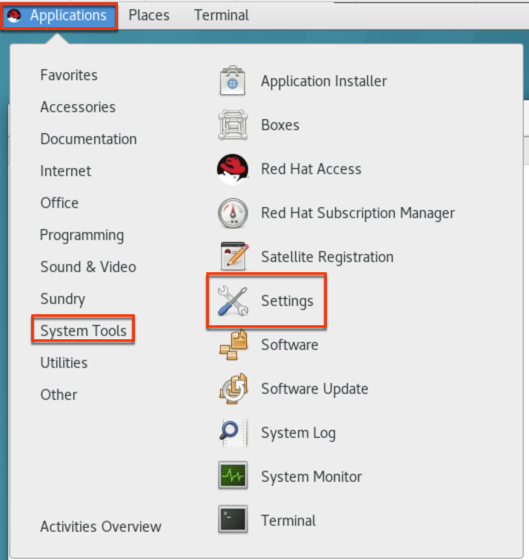 Applications Places Terminal
Favorites
Accessories
Documentation
Internet
Office
Programming
Sound & Video
Sundry
System Tools
Utilities
Other
Activities Overview
Application Installer
Boxes
Red Hat Access
Red Hat Subscription Manager
Satellite Registration
Settings
Software
Software Update
System Log
System Monitor
Terminal